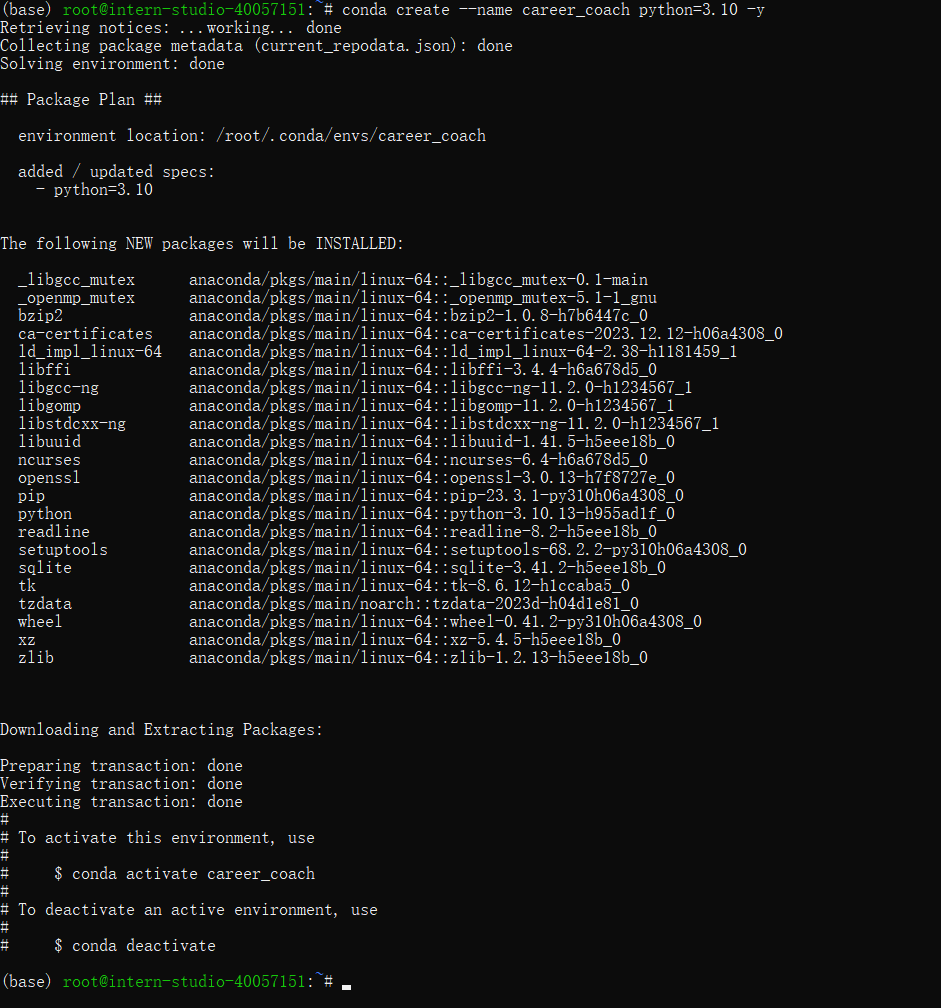 (base) root@intern-studio-40057151:~# conda create --name career_coach python=3.10 -y
Retrieving notices: ...working... done
Collecting package metadata (current_repodata.json): done
Solving environment: done
## Package Plan ##
  environment location: /root/.conda/envs/career_coach
  added / updated specs:
    - python=3.10
The following NEW packages will be INSTALLED:
  _libgcc_mutex      anaconda/pkgs/main/linux-64::_libgcc_mutex-0.1-main
  _openmp_mutex      anaconda/pkgs/main/linux-64::_openmp_mutex-5.1-1_gnu
  bzip2              anaconda/pkgs/main/linux-64::bzip2-1.0.8-h7b6447c_0
  ca-certificates    anaconda/pkgs/main/linux-64::ca-certificates-2023.12.12-h06a4308_0
  ld_impl_linux-64   anaconda/pkgs/main/linux-64::ld_impl_linux-64-2.38-h1181459_1
  libffi             anaconda/pkgs/main/linux-64::libffi-3.4.4-h6a678d5_0
  libgcc-ng          anaconda/pkgs/main/linux-64::libgcc-ng-11.2.0-h1234567_1
  libgomp            anaconda/pkgs/main/linux-64::libgomp-11.2.0-h1234567_1
  libstdcxx-ng       anaconda/pkgs/main/linux-64::libstdcxx-ng-11.2.0-h1234567_1
  libuuid            anaconda/pkgs/main/linux-64::libuuid-1.41.5-h5eee18b_0
  ncurses            anaconda/pkgs/main/linux-64::ncurses-6.4-h6a678d5_0
  openssl            anaconda/pkgs/main/linux-64::openssl-3.0.13-h7f8727e_0
  pip                anaconda/pkgs/main/linux-64::pip-23.3.1-py310h06a4308_0
  python             anaconda/pkgs/main/linux-64::python-3.10.13-h955ad1f_0
  readline           anaconda/pkgs/main/linux-64::readline-8.2-h5eee18b_0
  setuptools         anaconda/pkgs/main/linux-64::setuptools-68.2.2-py310h06a4308_0
  sqlite             anaconda/pkgs/main/linux-64::sqlite-3.41.2-h5eee18b_0
  tk                 anaconda/pkgs/main/linux-64::tk-8.6.12-h1ccaba5_0
  tzdata             anaconda/pkgs/main/noarch::tzdata-2023d-h04d1e81_0
  wheel              anaconda/pkgs/main/linux-64::wheel-0.41.2-py310h06a4308_0
  xz                 anaconda/pkgs/main/linux-64::xz-5.4.5-h5eee18b_0
  zlib               anaconda/pkgs/main/linux-64::zlib-1.2.13-h5eee18b_0
Downloading and Extracting Packages:
Preparing transaction: done
Verifying transaction: done
Executing transaction: done
#
# To activate this environment, use
#
#     $ conda activate career_coach
#
# To deactivate an active environment, use
#
#     $ conda deactivate
(base) root@intern-studio-40057151:~#